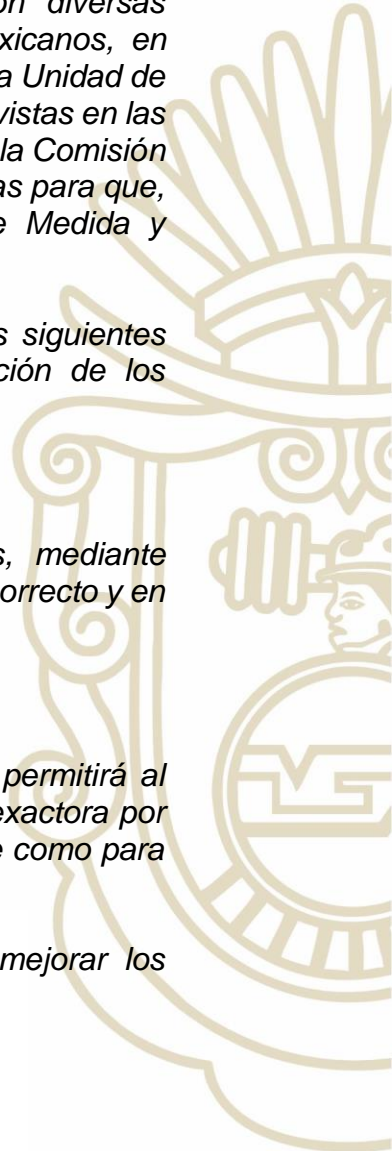 on diversas
xicanos, en
a Unidad de
vistas en las
la Comisión
as para que,
e Medida y
s siguientes
ción de los
s, mediante
orrecto y en
permitirá al
exactora por
e como para
mejorar los